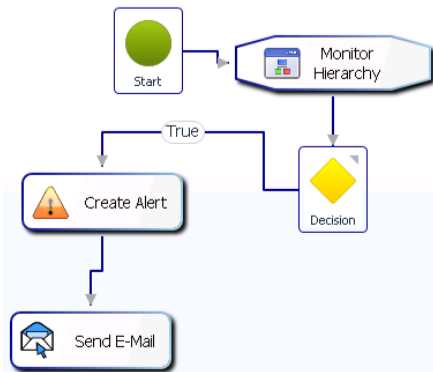 Start
Monitor
Hierarchy
True
Create Alert
Decision
Send E-Mail